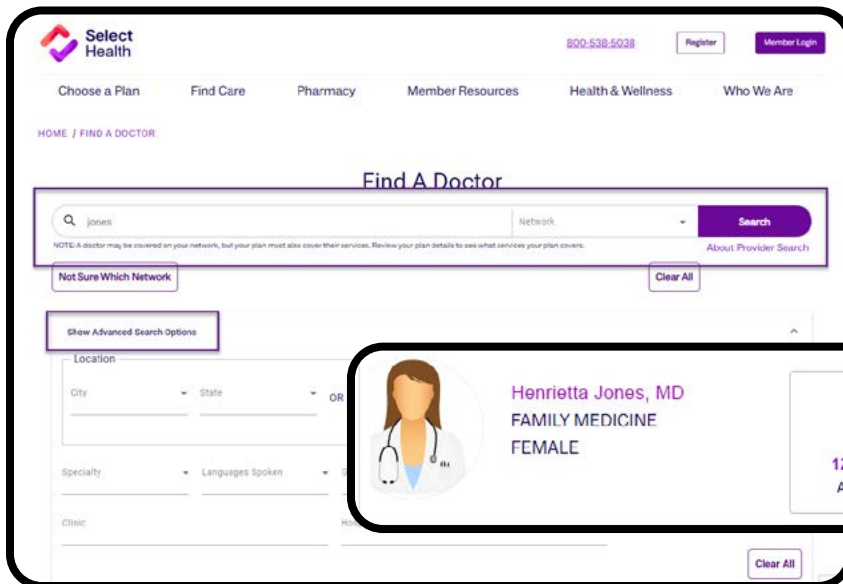 Select
Health
800-538-5038
Register
Member Login
Choose a Plan
Find Care
Pharmacy
Member Resources
Health & Wellness
Who We Are
HOME / FIND A DOCTOR
Find A Doctor
jones
Network
Search
NOTE: A doctor may be covered on your network, but your plan must also cover their services. Review your plan details to see what services your plan covers.
About Provider Search
Not Sure Which Network
Clear All
Show Advanced Search Options
Location
City
State
OR
Henrietta Jones, MD
FAMILY MEDICINE
FEMALE
Specialty
Languages Spoken
Clinic
Clear All